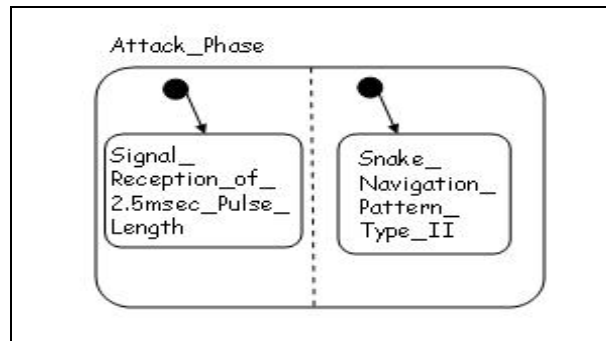 Attack_Phase
Signal_
Reception_of_
2.5msec_Pulse_
Length
Snake_
Navigation_
Pattern_
Type_II